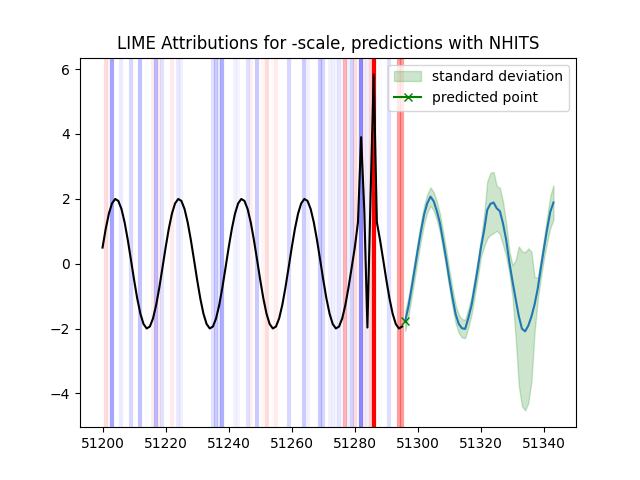 LIME Attributions for -scale, predictions with NHITS
6
4
2
0
−2
−4
standard deviation
predicted point
51200 51220 51240 51260 51280 51300 51320 51340